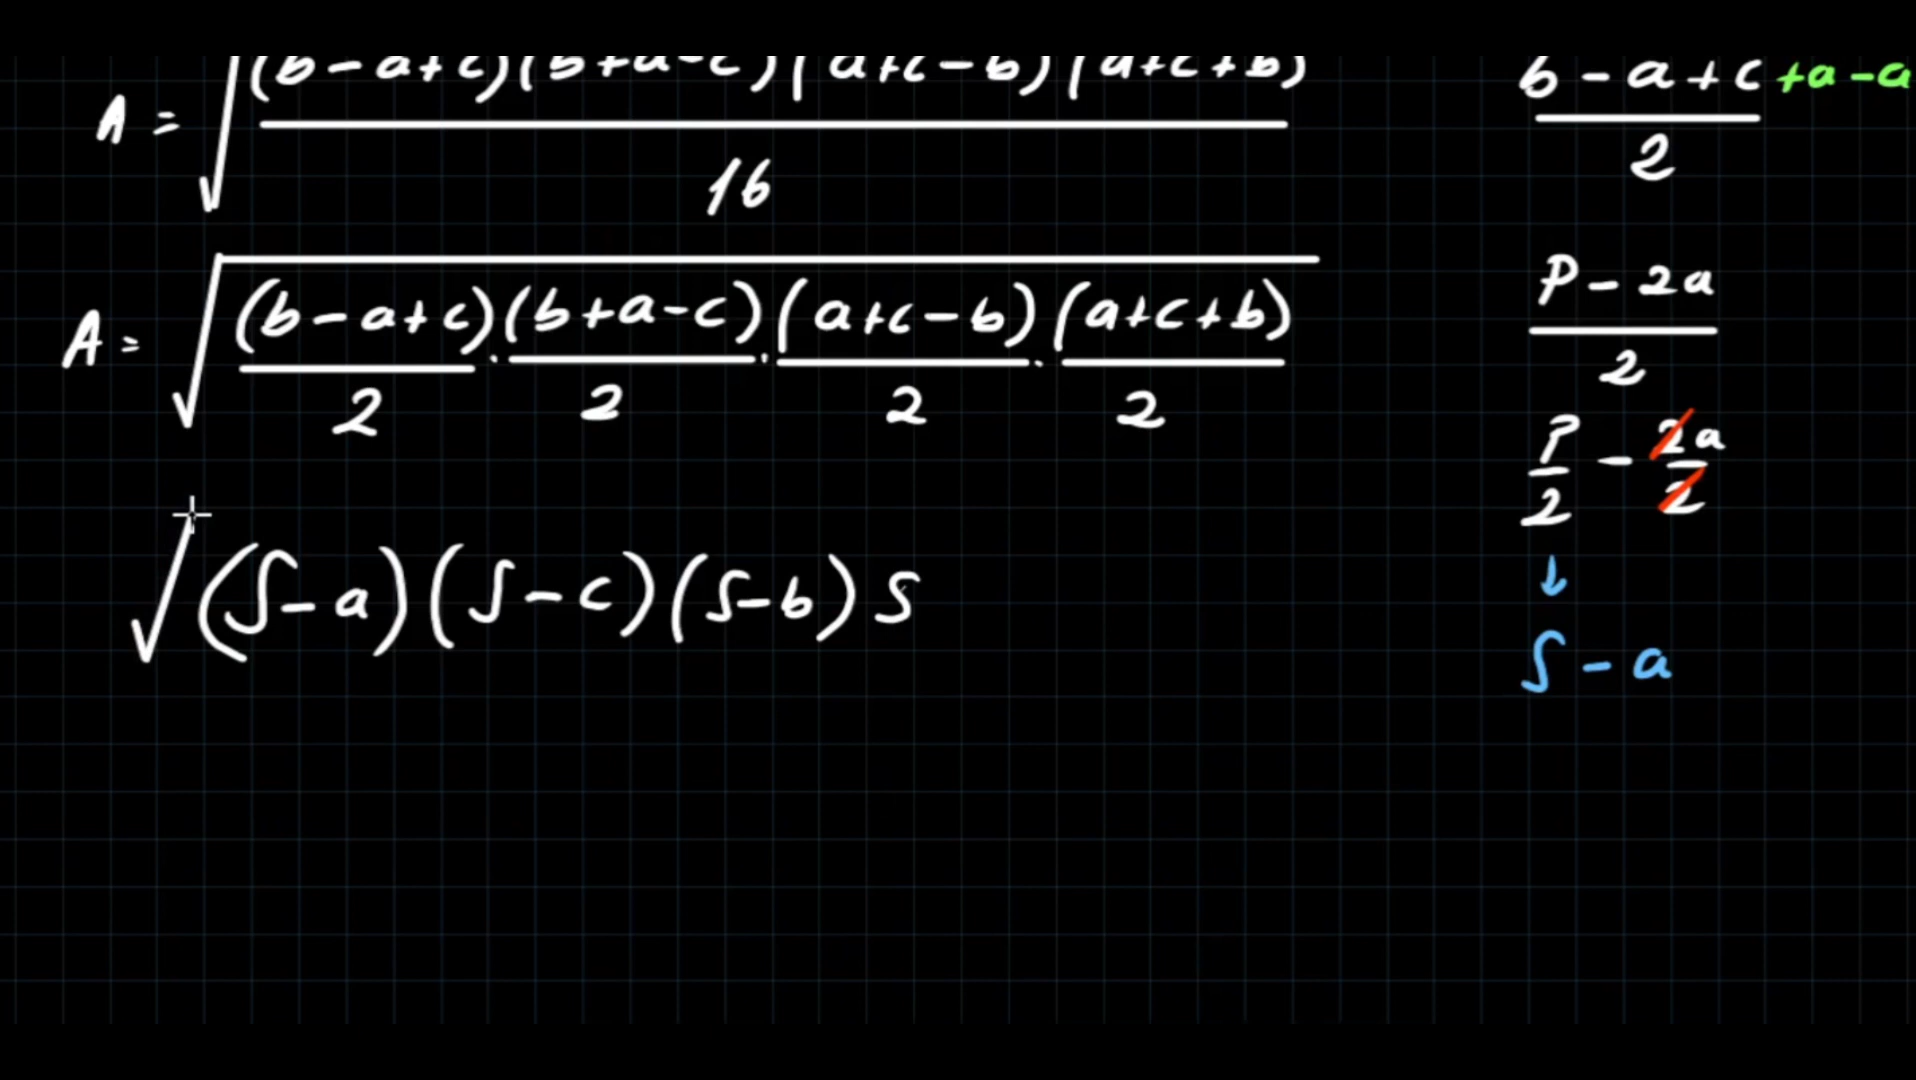 A = √((b-a+c)(b+a-c)(a+c-b)(a+c+b) / 16)
A = √((b-a+c)/2 · (b+a-c)/2 · (a+c-b)/2 · (a+c+b)/2)
√(S-a)(S-c)(S-b)S
(b-a+c)/2 +a-a
(P-2a)/2
P/2 - 2a/2
↓
S-a